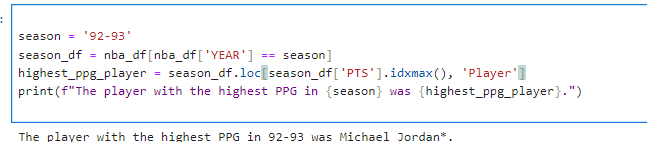 :
season = '92-93'
season_df = nba_df[nba_df['YEAR'] == season]
highest_ppg_player = season_df.loc[season_df['PTS'].idxmax(), 'Player']
print(f"The player with the highest PPG in {season} was {highest_ppg_player}.")
The player with the highest PPG in 92-93 was Michael Jordan*.